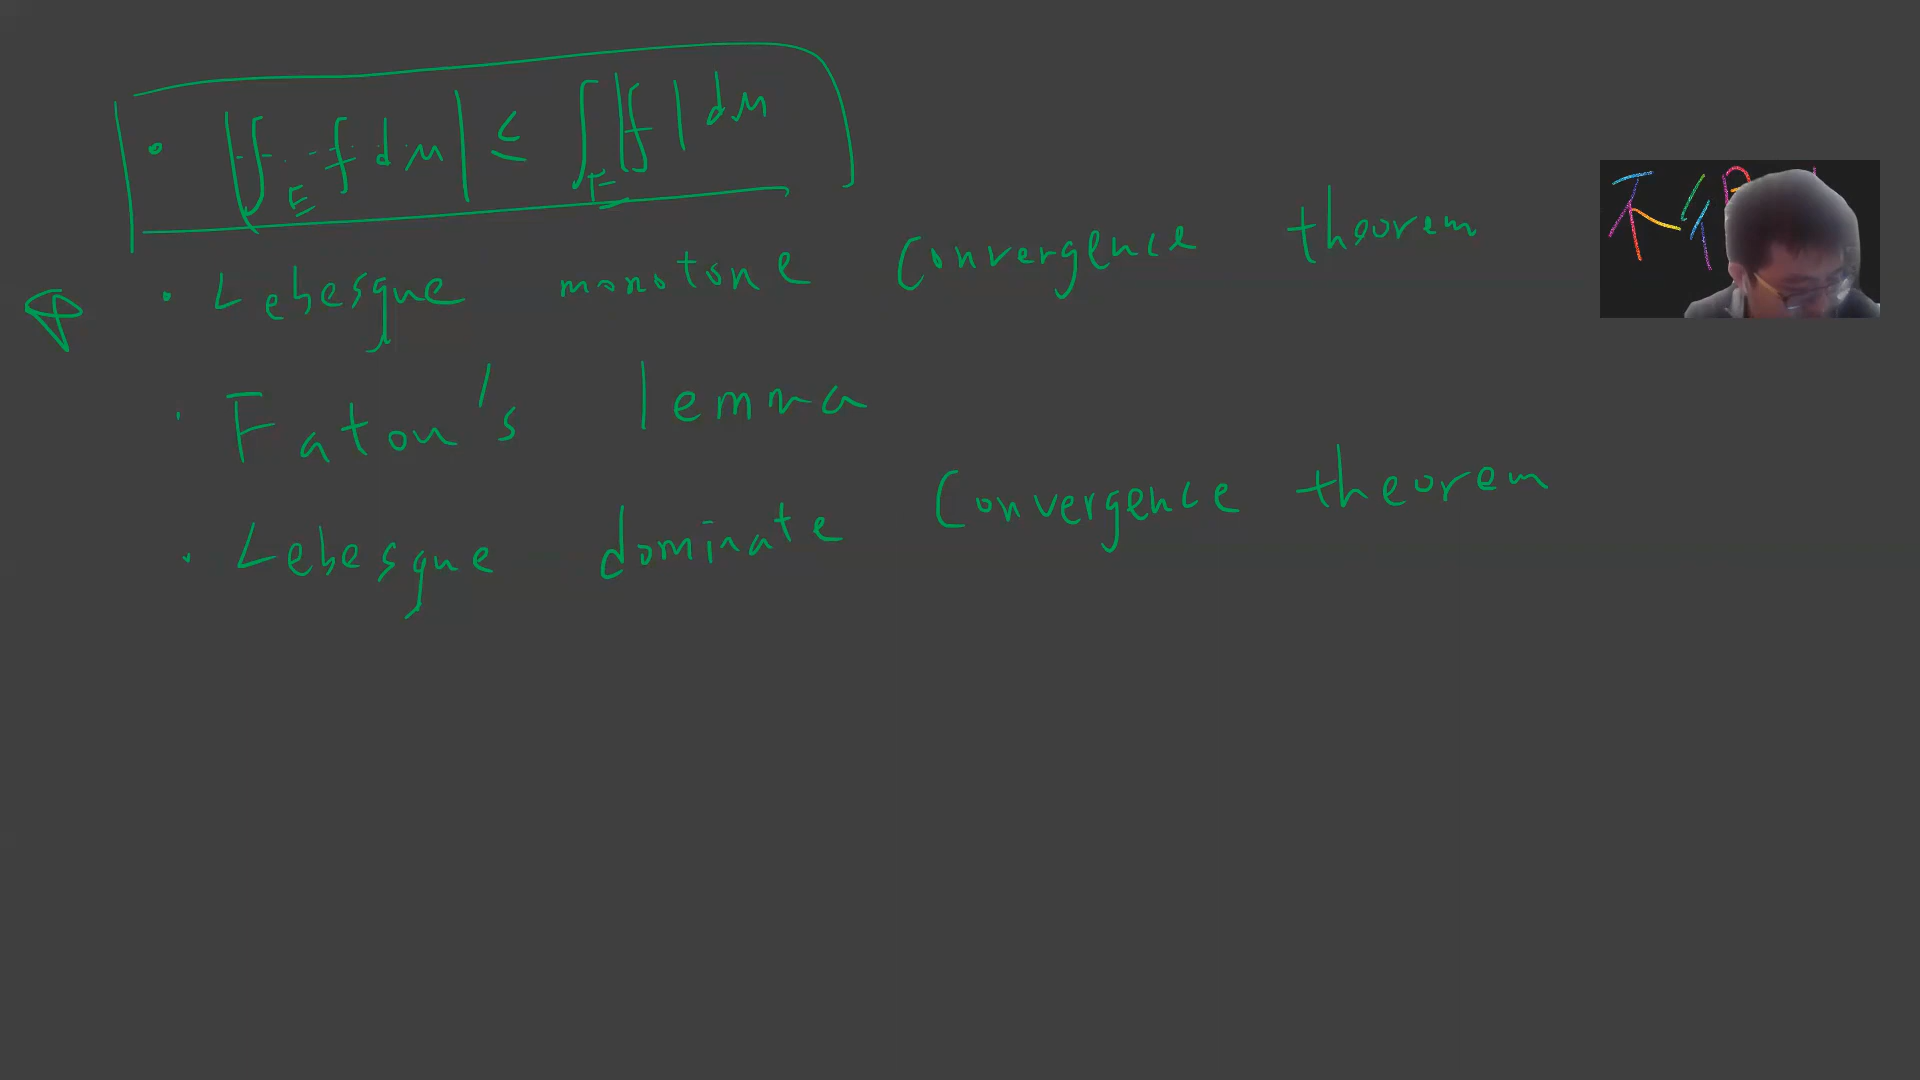 • |∫_E f dμ| ≤ ∫_E |f| dμ
• Lebesgue monotone Convergence theorem
• Fatou's lemma
• Lebesgue dominate Convergence theorem